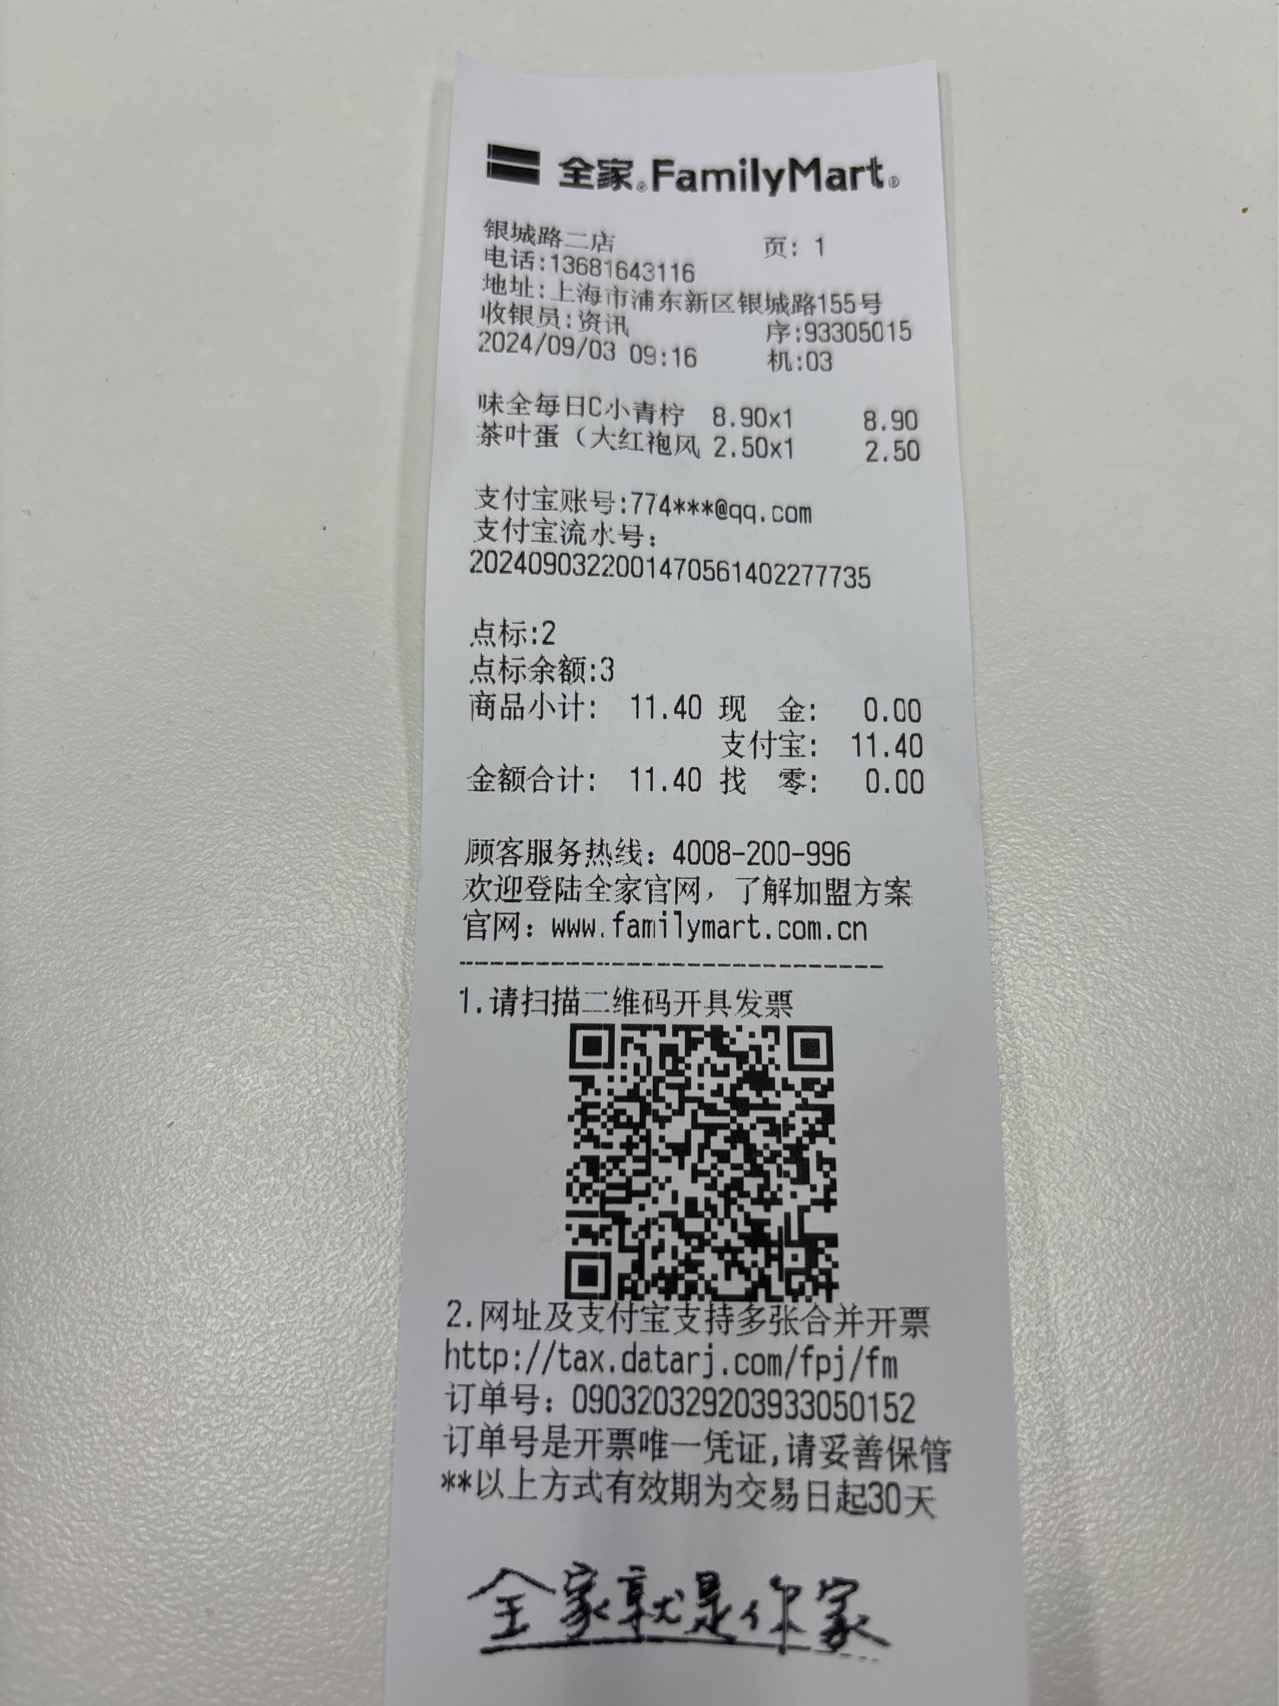 全家®FamilyMart®
银城路二店 页: 1
电话:13681643116
地址:上海市浦东新区银城路155号
收银员:资讯 序:93305015
2024/09/03 09:16 机:03
味全每日C小青柠 8.90x1 8.90
茶叶蛋（大红袍风 2.50x1 2.50
支付宝账号:774***@qq.com
支付宝流水号：
2024090322001470561402277735
点标:2
点标余额:3
商品小计: 11.40 现 金: 0.00
支付宝: 11.40
金额合计: 11.40 找 零: 0.00
顾客服务热线：4008-200-996
欢迎登陆全家官网，了解加盟方案
官网：www.familymart.com.cn
----------------------------
1.请扫描二维码开具发票
2.网址及支付宝支持多张合并开票
http://tax.datarj.com/fpj/fm
订单号：090320329203933050152
订单号是开票唯一凭证,请妥善保管
**以上方式有效期为交易日起30天
全家就是你家